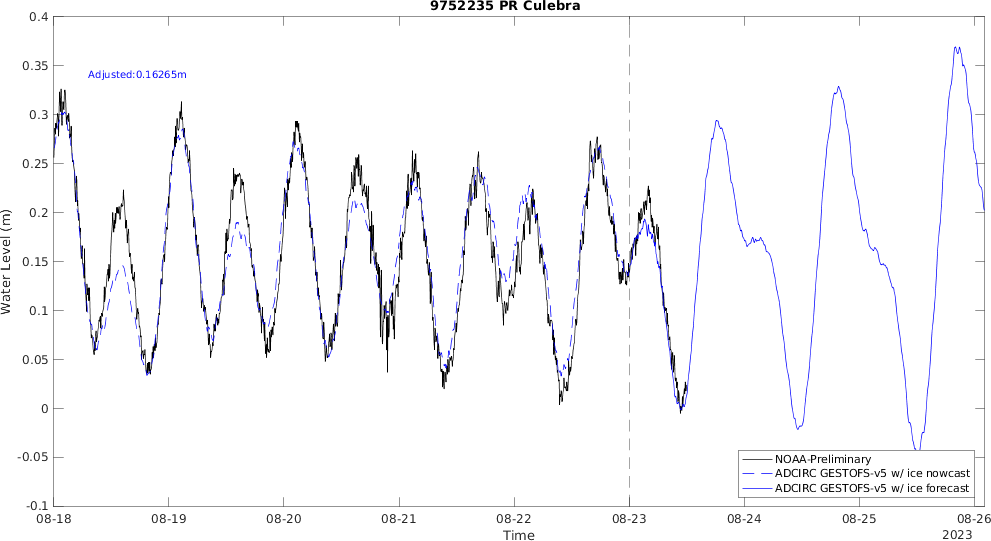 9752235 PR Culebra
Adjusted:0.16265m
Water Level (m)
0.4
0.35
0.3
0.25
0.2
0.15
0.1
0.05
0
-0.05
-0.1
NOAA-Preliminary
ADCIRC GESTOFS-v5 w/ ice nowcast
ADCIRC GESTOFS-v5 w/ ice forecast
08-18 08-19 08-20 08-21 08-22 08-23 08-24 08-25 08-26
Time
2023